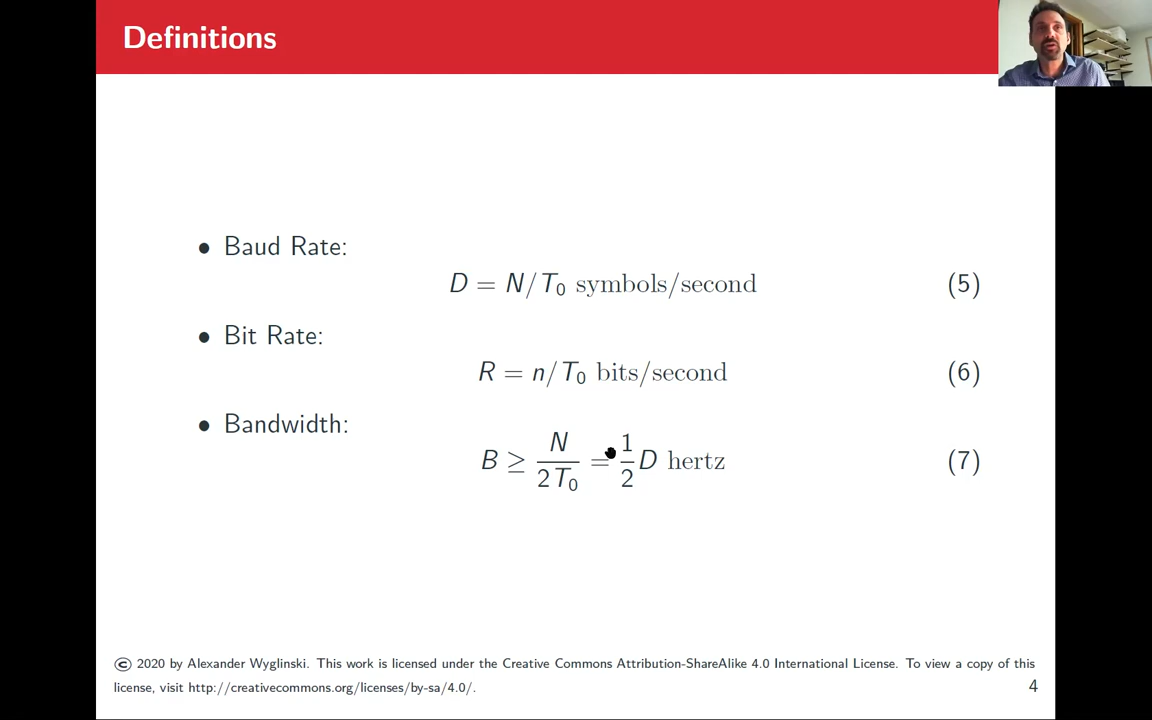 Definitions
• Baud Rate:
D = N/T₀ symbols/second (5)
• Bit Rate:
R = n/T₀ bits/second (6)
• Bandwidth:
B ≥ N/2T₀ = 1/2 D hertz (7)
© 2020 by Alexander Wyglinski. This work is licensed under the Creative Commons Attribution-ShareAlike 4.0 International License. To view a copy of this
license, visit http://creativecommons.org/licenses/by-sa/4.0/.
4